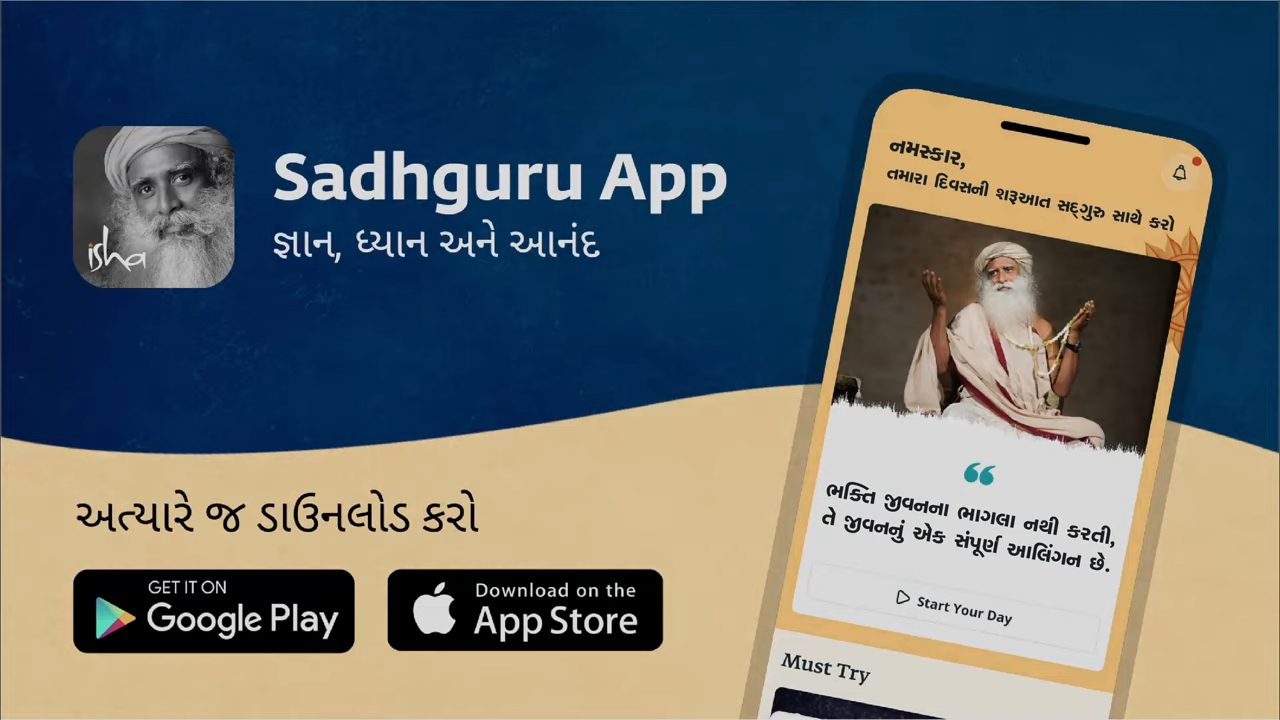 isha
Sadhguru App
જ્ઞાન, ધ્યાન અને આનંદ
અત્યારે જ ડાઉનલોડ કરો
GET IT ON
Google Play
Download on the
App Store
નમસ્કાર,
તમારા દિવસની શરૂઆત સદ્‌ગુરુ સાથે કરો
ભક્તિ જીવનના ભાગલા નથી કરતી,
તે જીવનનું એક સંપૂર્ણ આલિંગન છે.
Start Your Day
Must Try